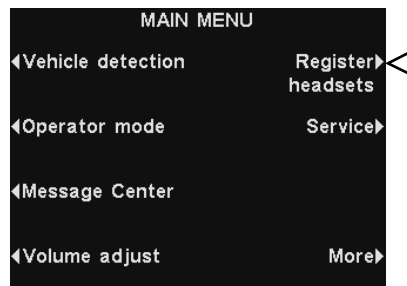 MAIN MENU
Vehicle detection
Register
headsets
Operator mode
Service
Message Center
Volume adjust
More